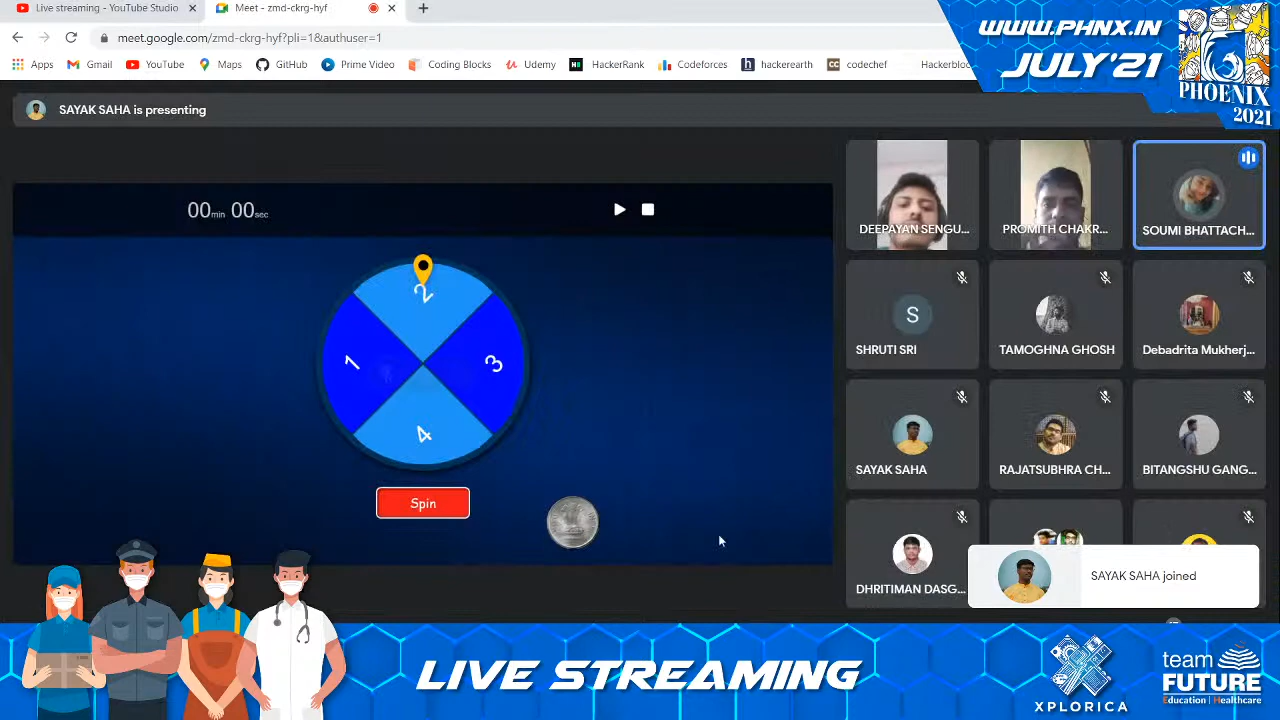 Live streaming - YouTube Studio
Meet - zmd-ckrg-hyf
meet.google.com/zmd-ckrg-hyf?pli=1&authuser=1
Apps
Gmail
YouTube
Maps
GitHub
Prime Video
Coding Blocks
Udemy
HackerRank
Codeforces
hackerearth
codechef
Hackerblo
WWW.PHNX.IN
JULY'21
PHOENIX
2021
SAYAK SAHA is presenting
00min 00sec
2
1
3
4
Spin
DEEPAYAN SENGU...
PROMITH CHAKR...
SOUMI BHATTACH...
S
SHRUTI SRI
TAMOGHNA GHOSH
Debadrita Mukherj...
SAYAK SAHA
RAJATSUBHRA CH...
BITANGSHU GANG...
DHRITIMAN DASG...
SAYAK SAHA joined
LIVE STREAMING
XPLORICA
team
FUTURE
Education | Healthcare